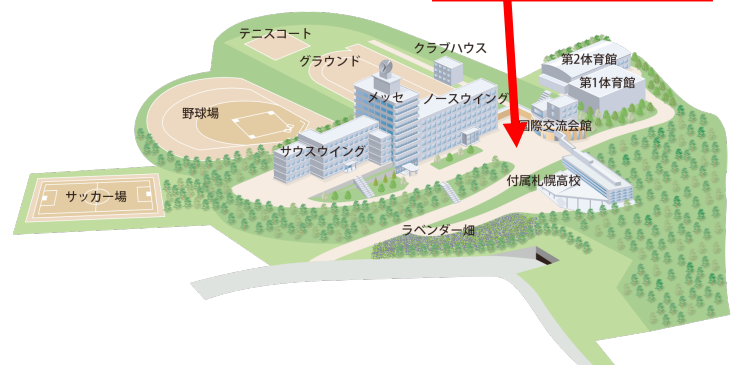 テニスコート
クラブハウス
グラウンド
第2体育館
第1体育館
メッセ
ノースウイング
野球場
国際交流会館
サウスウイング
付属札幌高校
サッカー場
ラベンダー畑